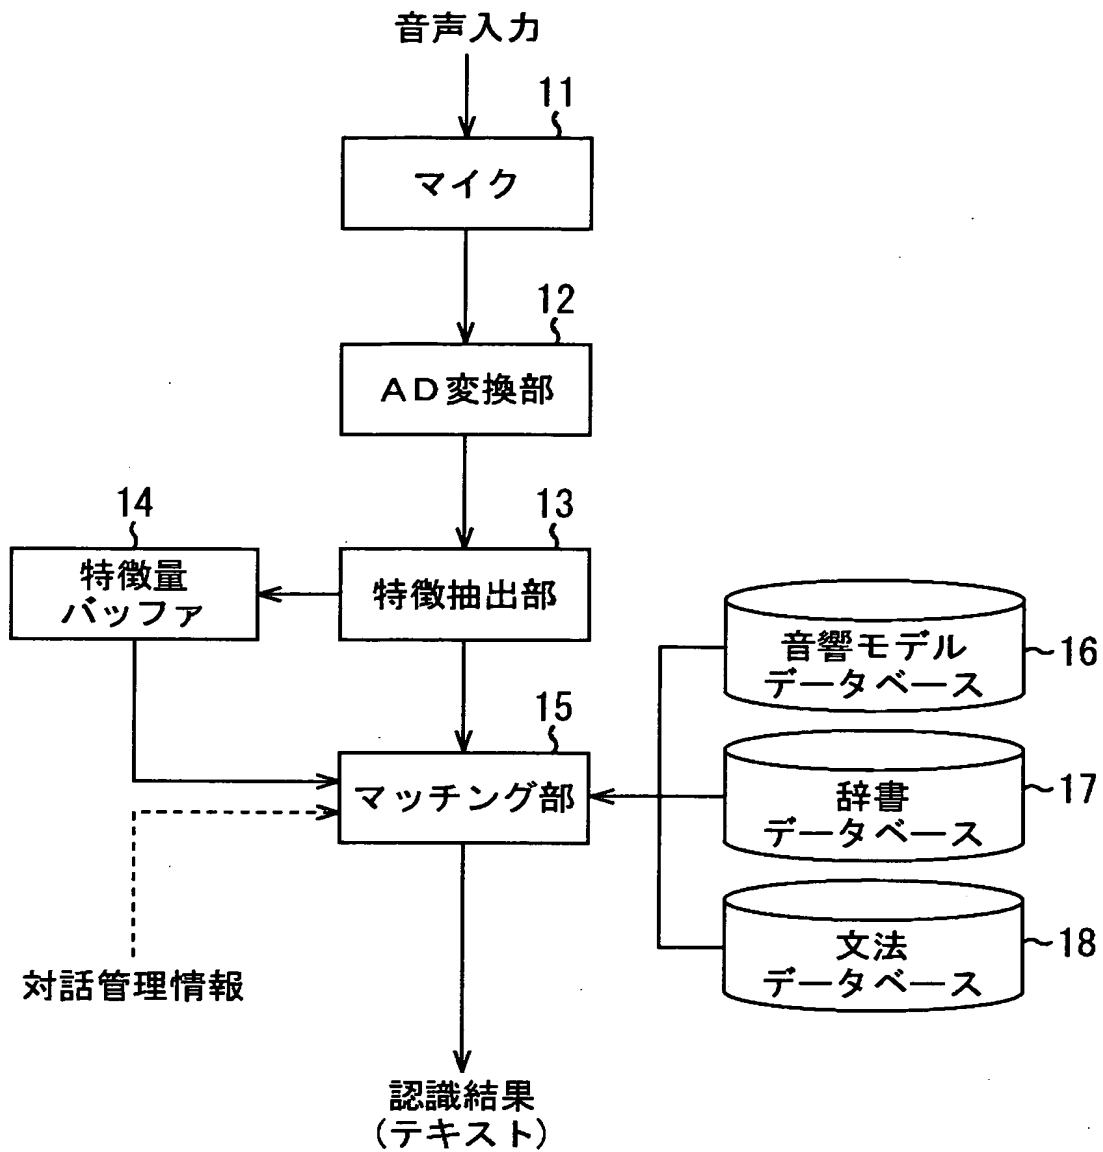 音声入力
11
マイク
12
AD変換部
14
特徴量
バッファ
13
特徴抽出部
16
音響モデル
データベース
15
マッチング部
17
辞書
データベース
18
文法
データベース
対話管理情報
認識結果
(テキスト)